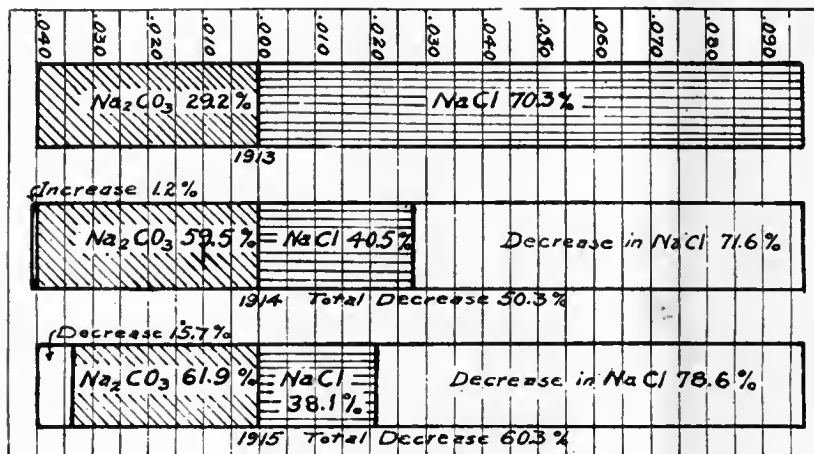 .040 .030 .020 .010 .000 .010 .020 .030 .040 .050 .060 .070 .080 .090
Na₂CO₃ 29.2% NaCl 70.3%
1913
Increase 1.2%
Na₂CO₃ 59.5% NaCl 40.5% Decrease in NaCl 71.6%
1914 Total Decrease 50.3%
Decrease 15.7%
Na₂CO₃ 61.9% NaCl Decrease in NaCl 78.6%
38.1%
1915 Total Decrease 60.3%